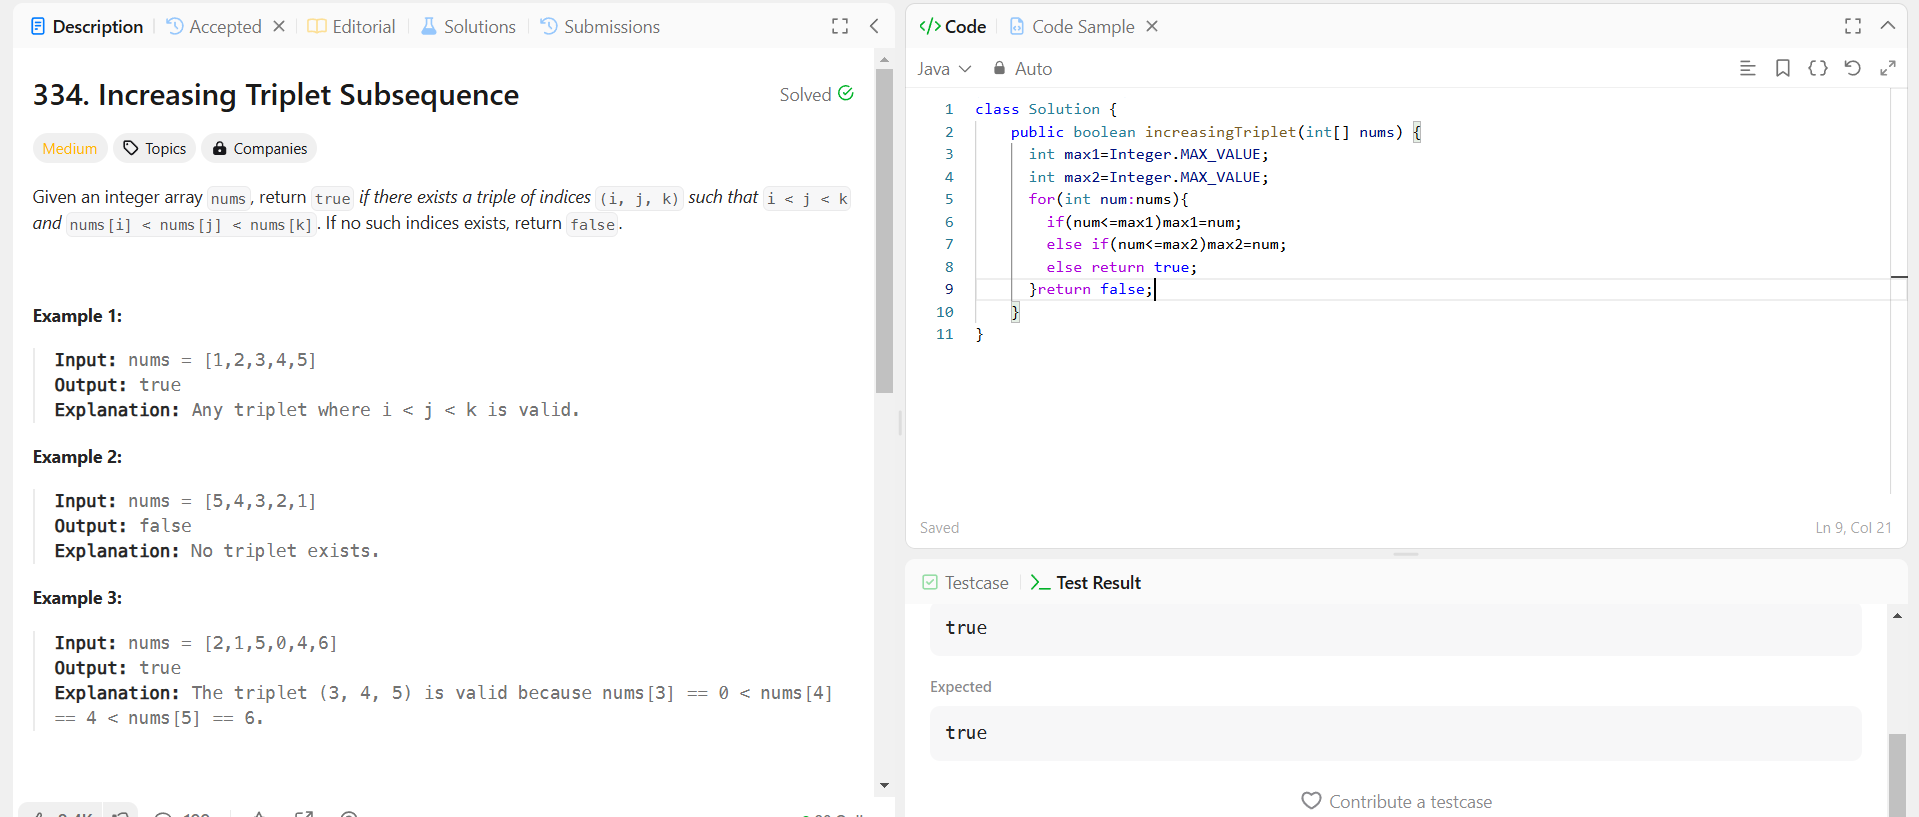 Description Accepted Editorial Solutions Submissions
334. Increasing Triplet Subsequence
Solved
Medium Topics Companies
Given an integer array nums, return true if there exists a triple of indices (i, j, k) such that i < j < k
and nums[i] < nums[j] < nums[k]. If no such indices exists, return false.
Example 1:
Input: nums = [1,2,3,4,5]
Output: true
Explanation: Any triplet where i < j < k is valid.
Example 2:
Input: nums = [5,4,3,2,1]
Output: false
Explanation: No triplet exists.
Example 3:
Input: nums = [2,1,5,0,4,6]
Output: true
Explanation: The triplet (3, 4, 5) is valid because nums[3] == 0 < nums[4]
== 4 < nums[5] == 6.
</> Code Code Sample
Java Auto
1 class Solution {
2 public boolean increasingTriplet(int[] nums) {
3 int max1=Integer.MAX_VALUE;
4 int max2=Integer.MAX_VALUE;
5 for(int num:nums){
6 if(num<=max1)max1=num;
7 else if(num<=max2)max2=num;
8 else return true;
9 }return false;
10 }
11 }
Saved
Ln 9, Col 21
Testcase Test Result
true
Expected
true
Contribute a testcase